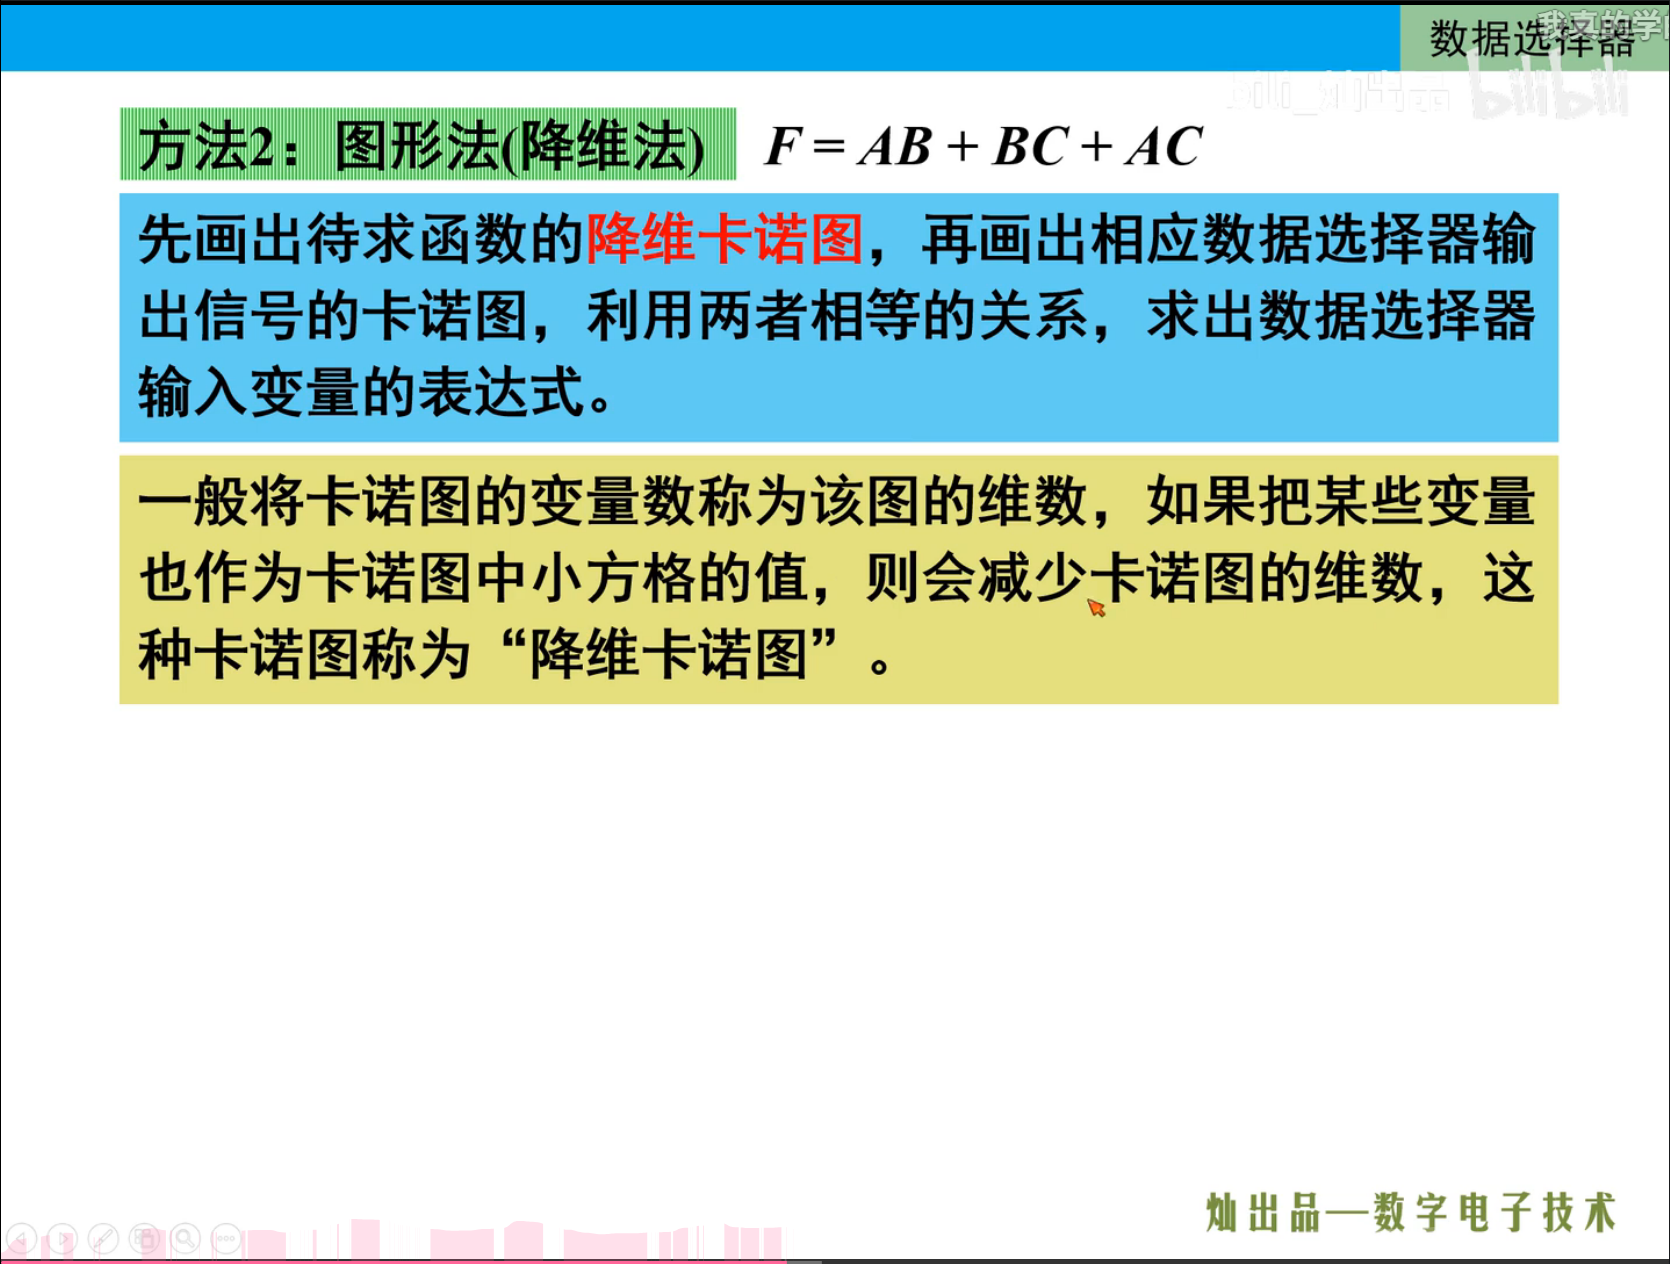 数据选择器
我真的学
bilibili
方法2：图形法(降维法) F = AB + BC + AC
先画出待求函数的降维卡诺图，再画出相应数据选择器输
出信号的卡诺图，利用两者相等的关系，求出数据选择器
输入变量的表达式。
一般将卡诺图的变量数称为该图的维数，如果把某些变量
也作为卡诺图中小方格的值，则会减少卡诺图的维数，这
种卡诺图称为“降维卡诺图”。
灿出品—数字电子技术